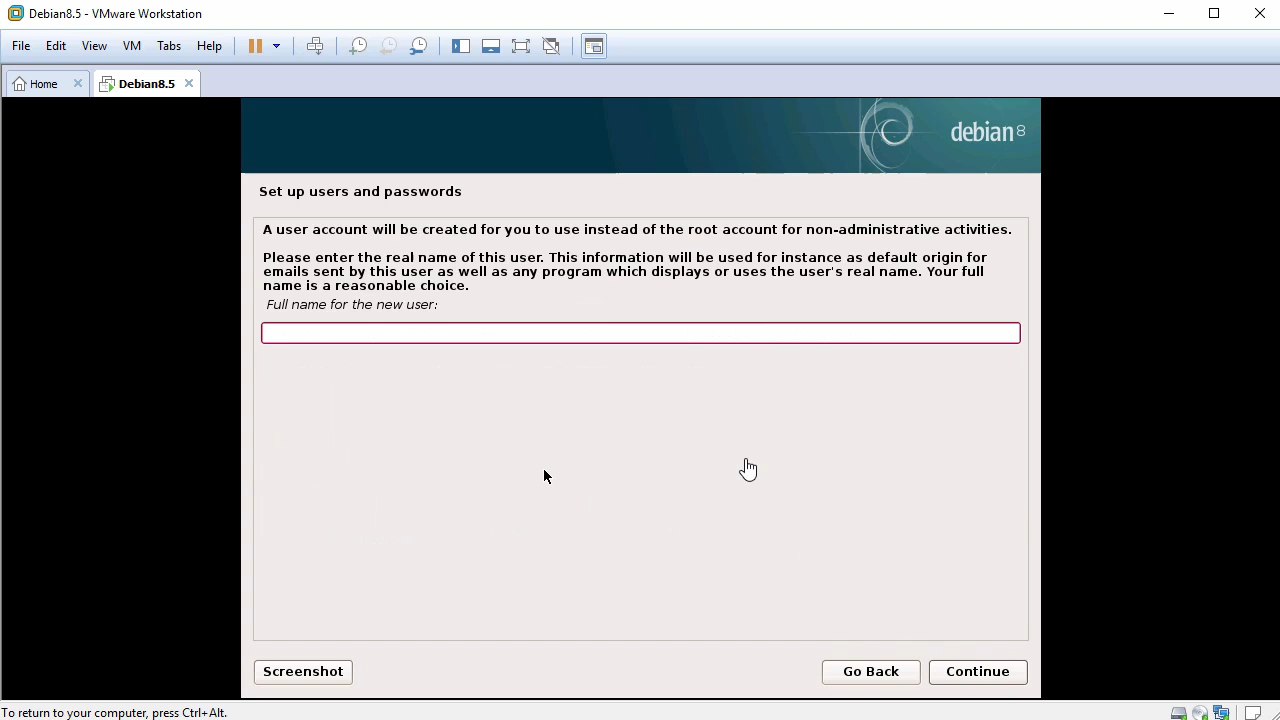 Debian8.5 - VMware Workstation
File Edit View VM Tabs Help
Home Debian8.5
debian 8
Set up users and passwords
A user account will be created for you to use instead of the root account for non-administrative activities.
Please enter the real name of this user. This information will be used for instance as default origin for
emails sent by this user as well as any program which displays or uses the user's real name. Your full
name is a reasonable choice.
Full name for the new user:
Screenshot Go Back Continue
To return to your computer, press Ctrl+Alt.